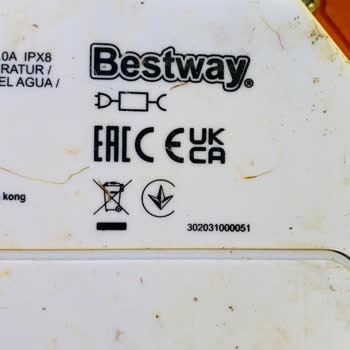 .0A IPX8
RATUR /
EL AGUA /
Bestway®
EAC CE UK
CA
kong
302031000051